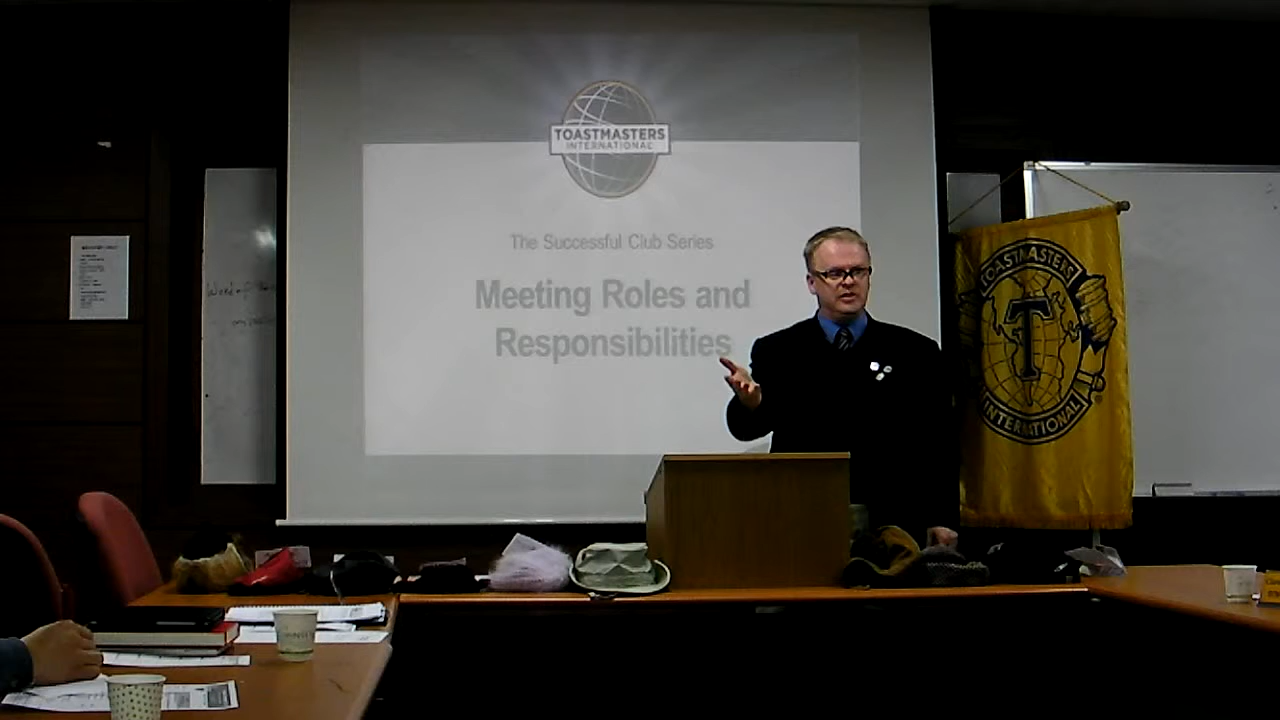 TOASTMASTERS
INTERNATIONAL
The Successful Club Series
Meeting Roles and
Responsibilities
TOASTMASTERS
T
INTERNATIONAL